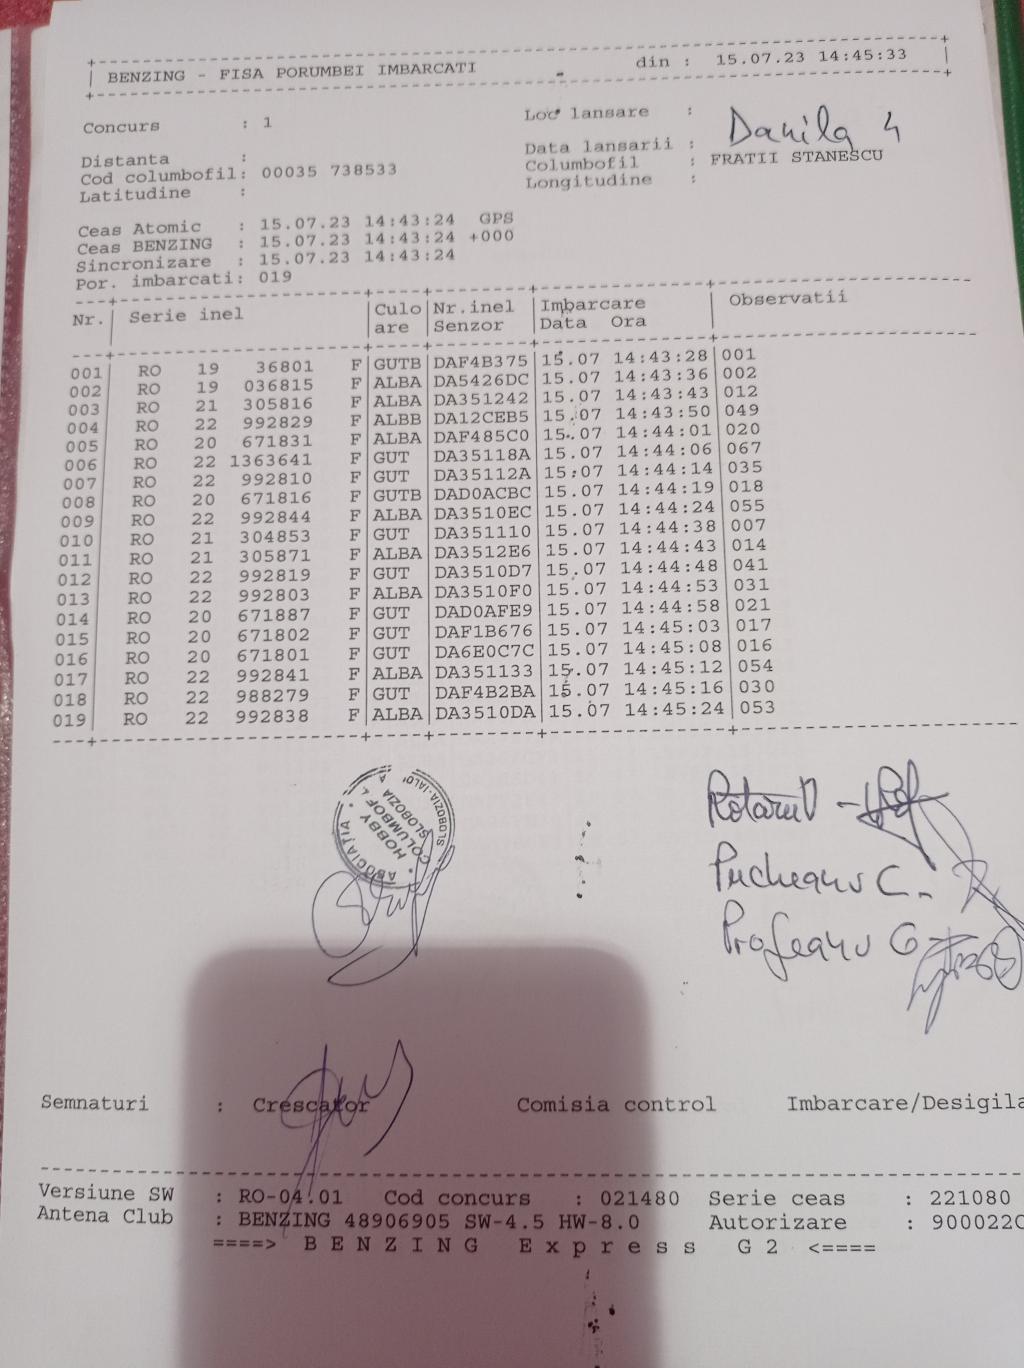 BENZING - FISA PORUMBEI IMBARCATI din : 15.07.23 14:45:33
Concurs : 1 Loc lansare :
Danila 4
Distanta : Data lansarii :
Cod columbofil: 00035 738533 Columbofil : FRATII STANESCU
Latitudine : Longitudine :
Ceas Atomic : 15.07.23 14:43:24 GPS
Ceas BENZING : 15.07.23 14:43:24 +000
Sincronizare : 15.07.23 14:43:24
Por. imbarcati: 019
Nr. Serie inel Culo Nr.inel Imbarcare Observatii
are Senzor Data Ora
001 RO 19 36801 F GUTB DAF4B375 15.07 14:43:28 001
002 RO 19 036815 F ALBA DA5426DC 15.07 14:43:36 002
003 RO 21 305816 F ALBA DA351242 15.07 14:43:43 012
004 RO 22 992829 F ALBB DA12CEB5 15.07 14:43:50 049
005 RO 20 671831 F ALBA DAF485C0 15.07 14:44:01 020
006 RO 22 1363641 F GUT DA35118A 15.07 14:44:06 067
007 RO 22 992810 F GUT DA35112A 15.07 14:44:14 035
008 RO 20 671816 F GUTB DAD0ACBC 15.07 14:44:19 018
009 RO 22 992844 F ALBA DA3510EC 15.07 14:44:24 055
010 RO 21 304853 F GUT DA351110 15.07 14:44:38 007
011 RO 21 305871 F ALBA DA3512E6 15.07 14:44:43 014
012 RO 22 992819 F GUT DA3510D7 15.07 14:44:48 041
013 RO 22 992803 F ALBA DA3510F0 15.07 14:44:53 031
014 RO 20 671887 F GUT DAD0AFE9 15.07 14:44:58 021
015 RO 20 671802 F GUT DAF1B676 15.07 14:45:03 017
016 RO 20 671801 F GUT DA6E0C7C 15.07 14:45:08 016
017 RO 22 992841 F ALBA DA351133 15.07 14:45:12 054
018 RO 22 988279 F GUT DAF4B2BA 15.07 14:45:16 030
019 RO 22 992838 F ALBA DA3510DA 15.07 14:45:24 053
ASOCIATIA
HOBBY
COLUMBOF
SLOBOZIA
SLOBOZIA-IALO
Rotaru
Pucheanu C.
Profeanu G
Semnaturi : Crescator Comisia control Imbarcare/Desigila
Versiune SW : RO-04.01 Cod concurs : 021480 Serie ceas : 221080
Antena Club : BENZING 48906905 SW-4.5 HW-8.0 Autorizare : 900022
====> BENZING Express G2 <====